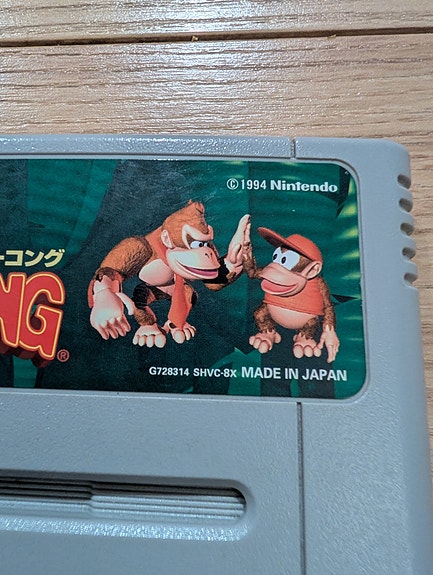 ©1994 Nintendo
ーコング
NG®
G728314 SHVC-8X MADE IN JAPAN